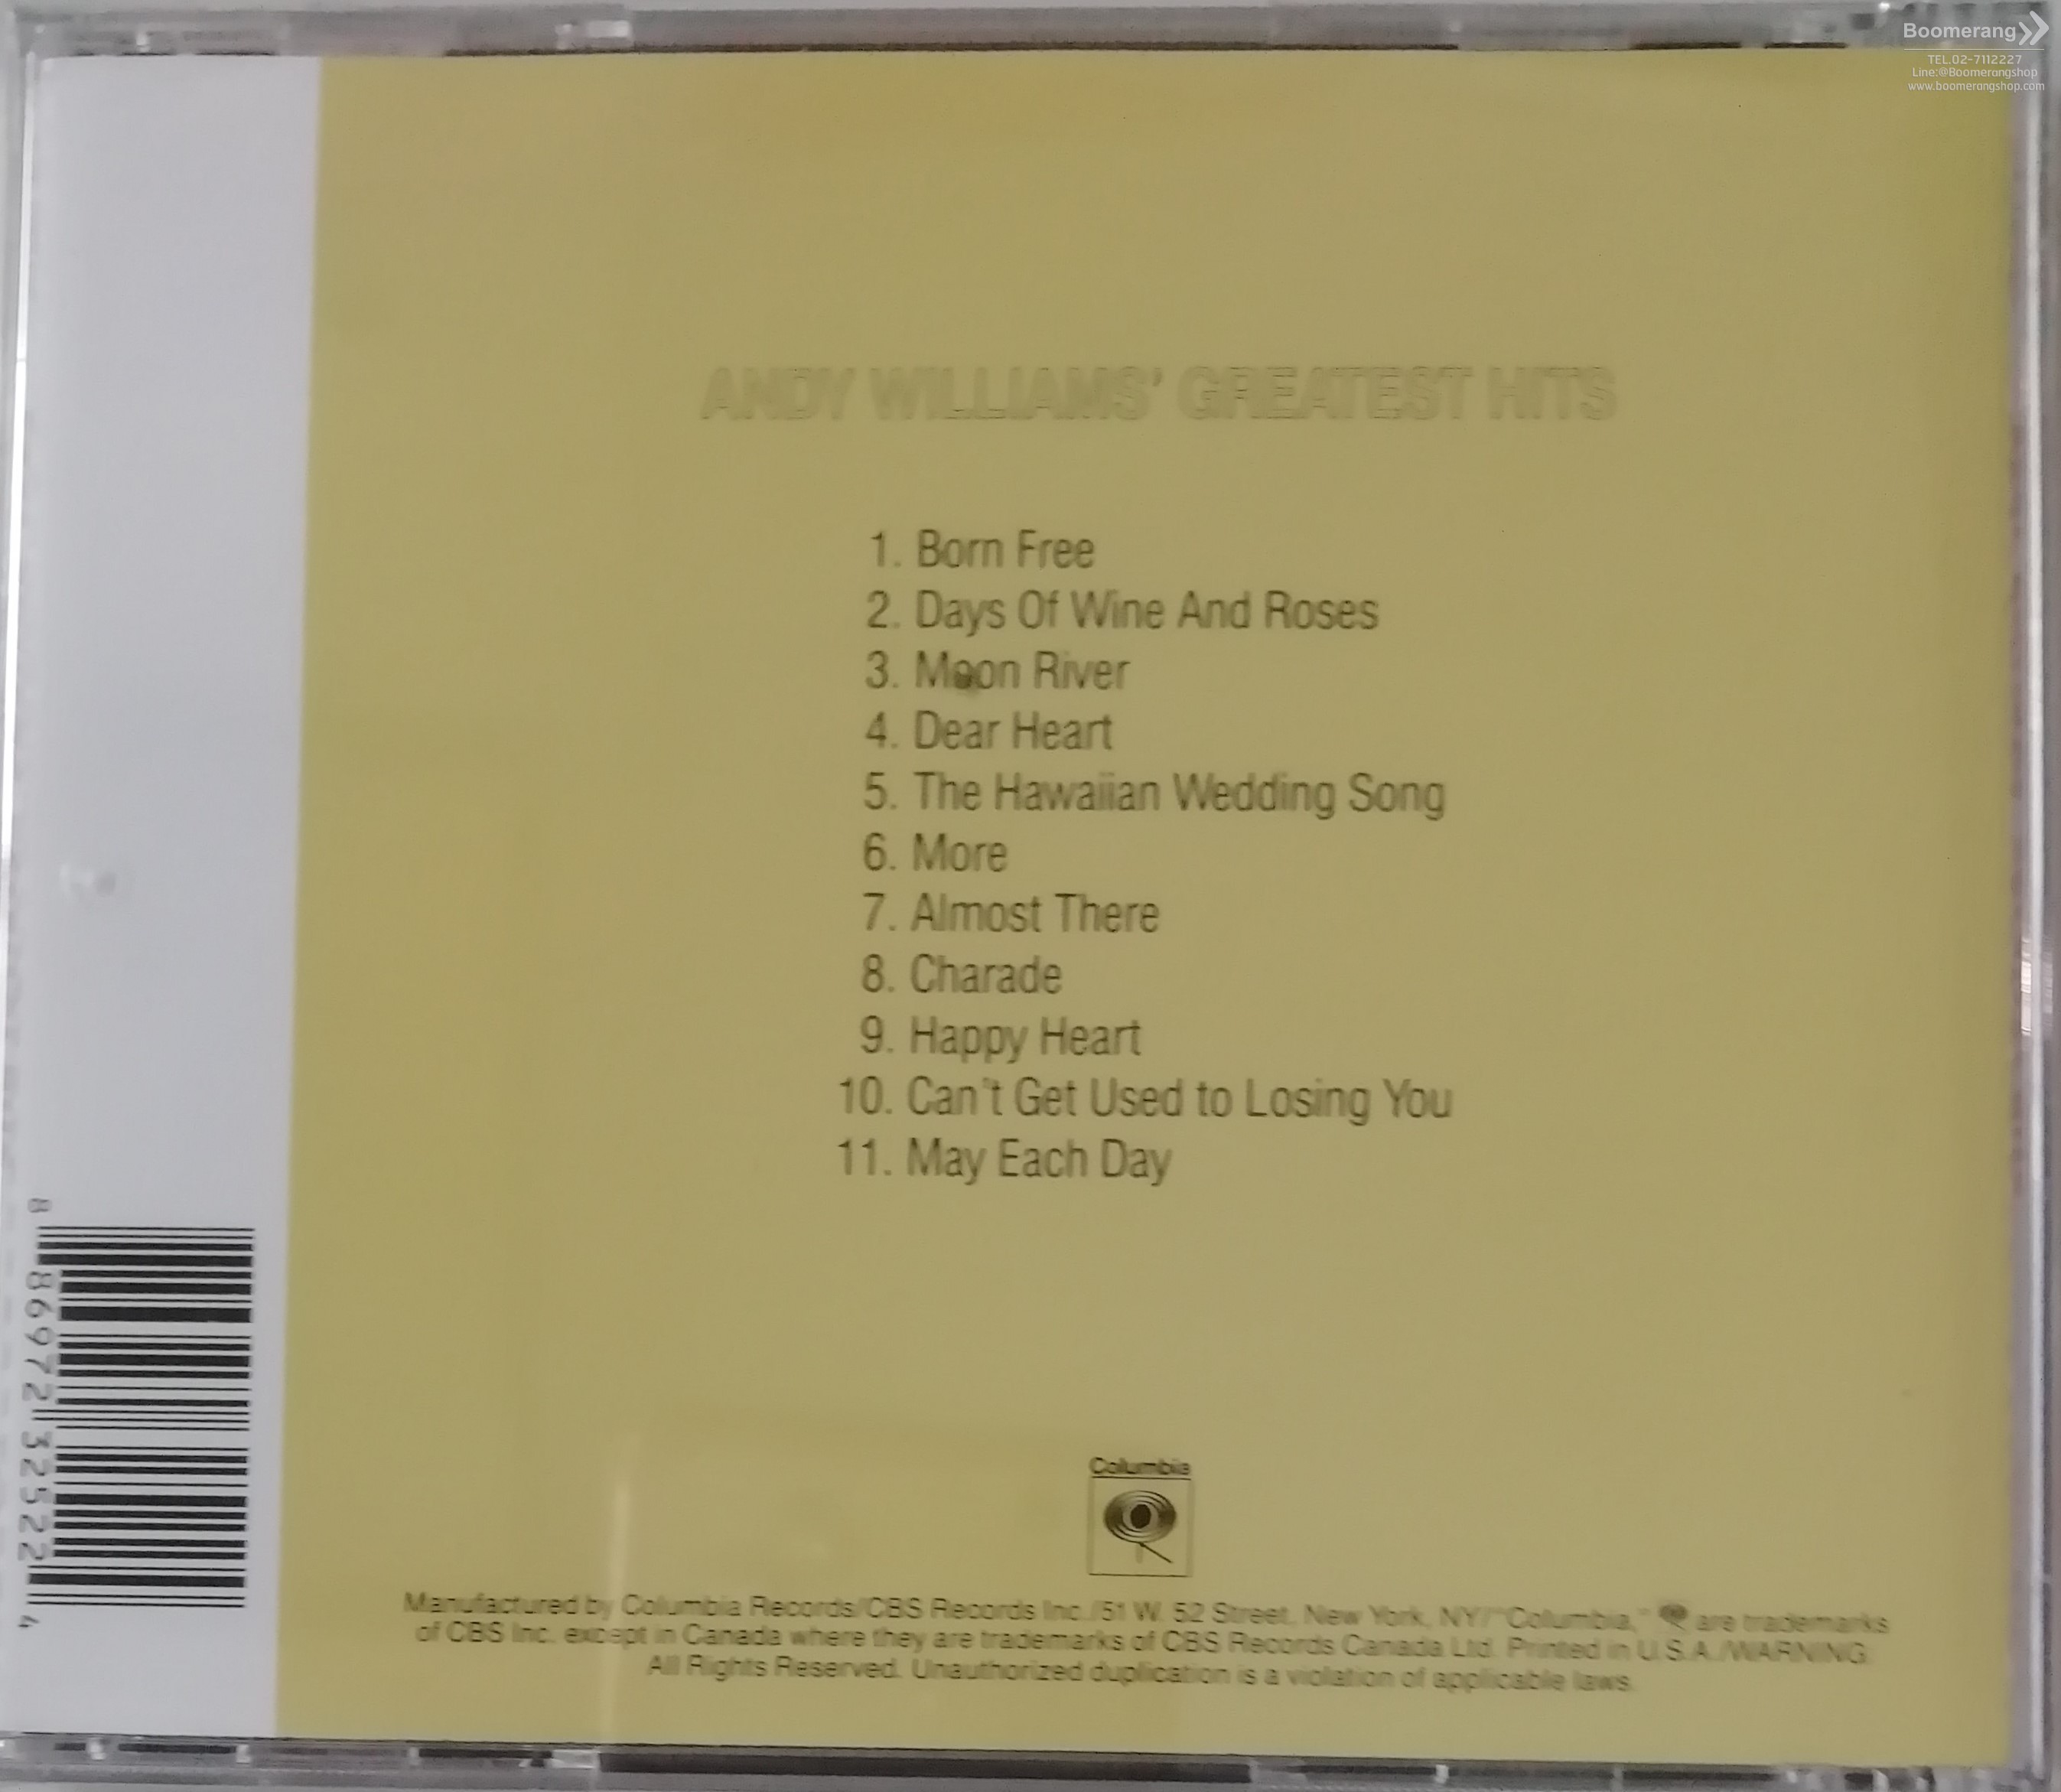 Boomerang
TEL.02-7112227
Line:@Boomerangshop
www.boomerangshop.com
ANDY WILLIAMS' GREATEST HITS
1. Born Free
2. Days Of Wine And Roses
3. Moon River
4. Dear Heart
5. The Hawaiian Wedding Song
6. More
7. Almost There
8. Charade
9. Happy Heart
10. Can't Get Used to Losing You
11. May Each Day
8 86972 32522 4
Columbia
Manufactured by Columbia Records/CBS Records Inc./51 W. 52 Street, New York, NY/"Columbia," are trademarks
of CBS Inc. except in Canada where they are trademarks of CBS Records Canada Ltd. Printed in U.S.A./WARNING:
All Rights Reserved. Unauthorized duplication is a violation of applicable laws.